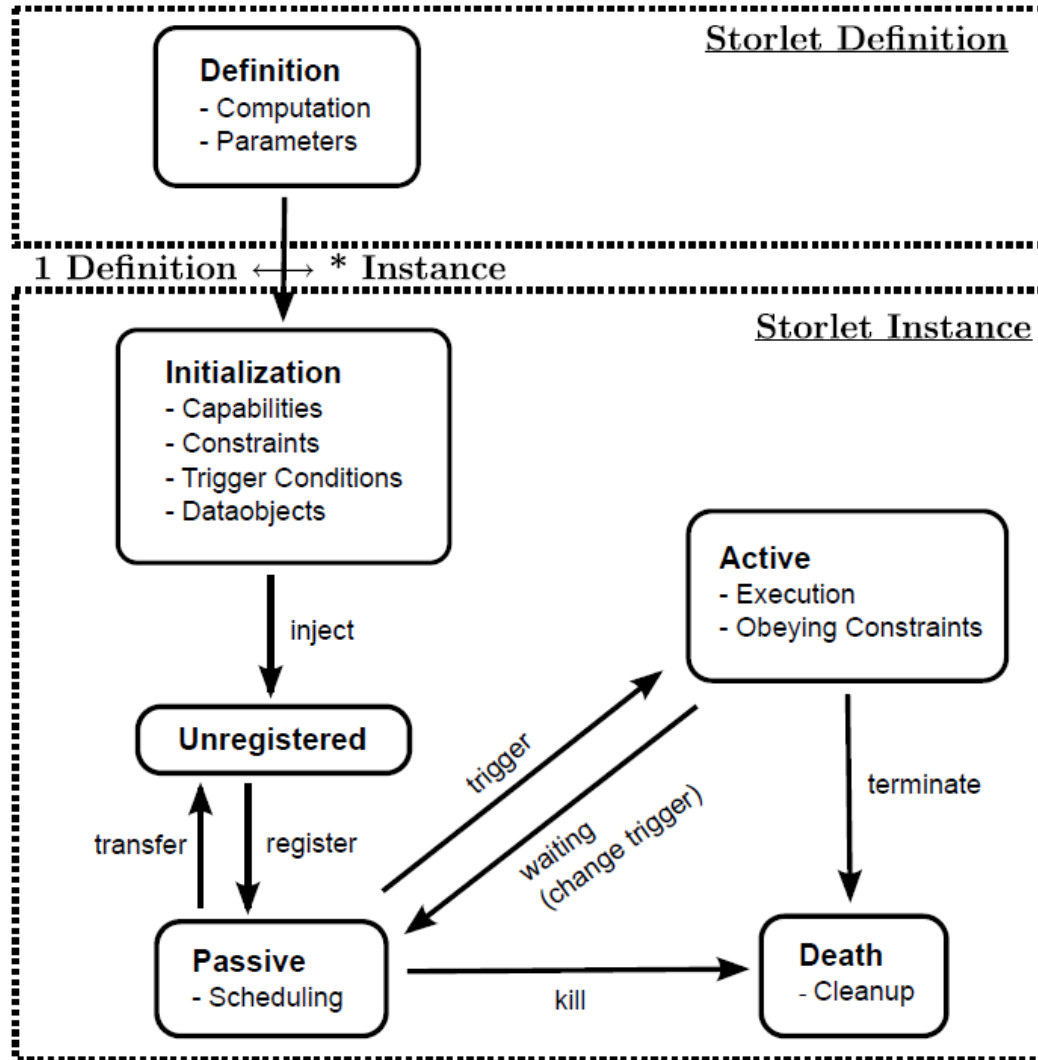 Storlet Definition
Definition
- Computation
- Parameters
1 Definition ⟷ * Instance
Storlet Instance
Initialization
- Capabilities
- Constraints
- Trigger Conditions
- Dataobjects
Active
- Execution
- Obeying Constraints
inject
Unregistered
trigger
waiting
(change trigger)
terminate
transfer
register
Passive
- Scheduling
kill
Death
- Cleanup